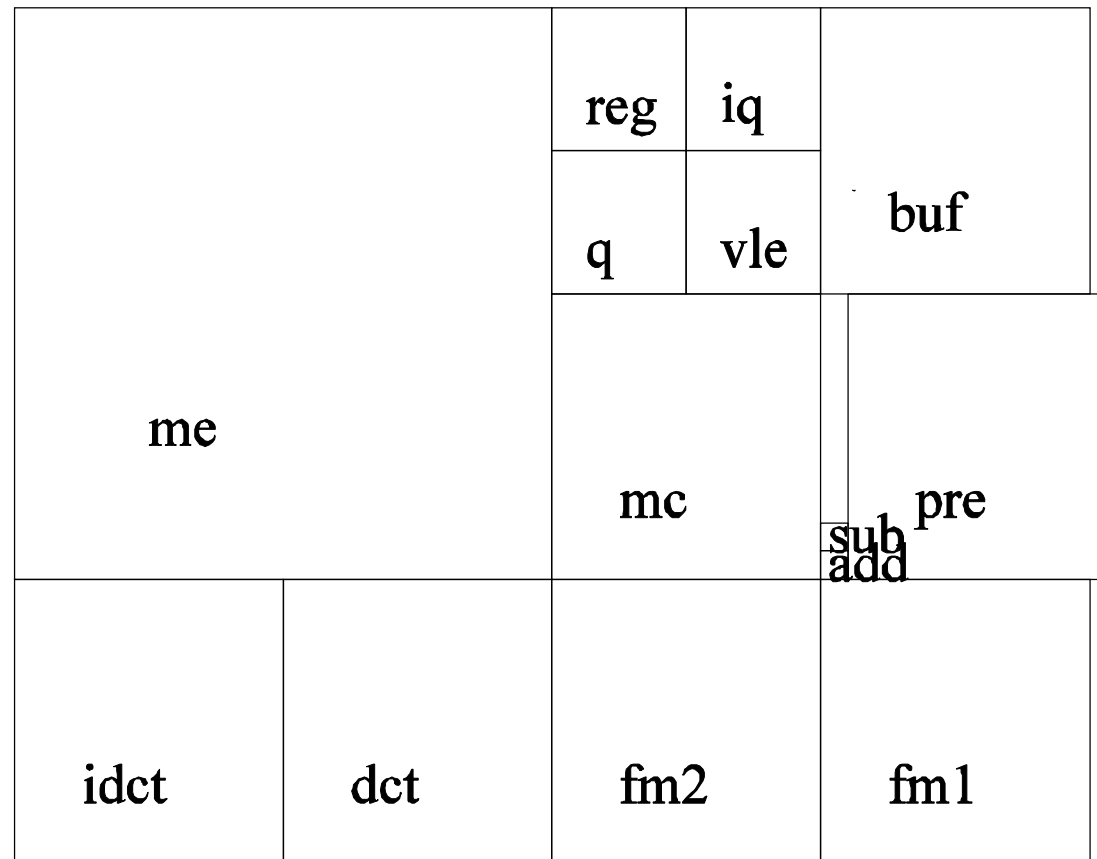 reg iq
buf
q vle
me
mc pre
sub
add
idct dct fm2 fm1